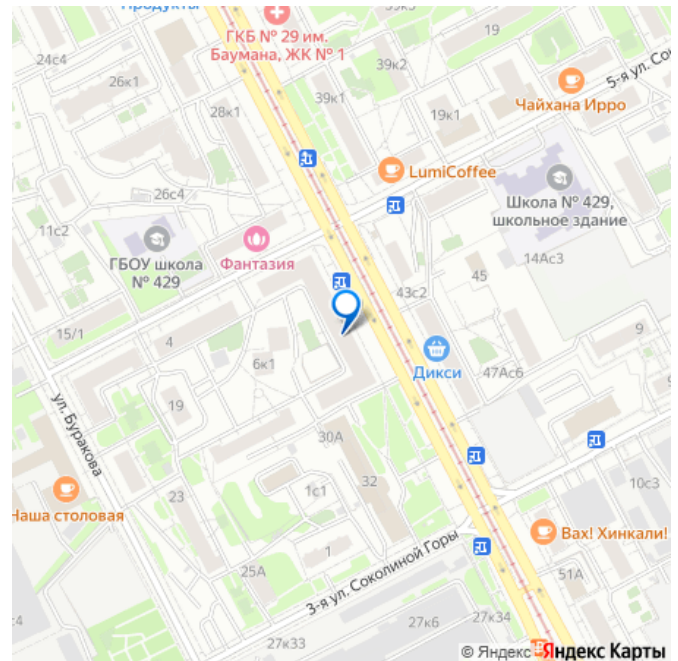 Продукты
39к3
19
24с4
ГКБ № 29 им.
Баумана, ЖК № 1
39к2
5-я ул. Со
26к1
39к1
Чайхана Ирро
28к1
19к1
LumiCoffee
26с4
Школа № 429,
школьное здание
11с2
ГБОУ школа
№ 429
Фантазия
14Ас3
45
43с2
15/1
4
9
6к1
Дикси
47Ас6
ул. Буракова
19
30А
10с3
23
1с1
32
Наша столовая
Вах! Хинкали!
1
25А
3-я ул. Соколиной Горы
51А
с4
27к6
27к34
27к33
© Яндекс
Яндекс Карты